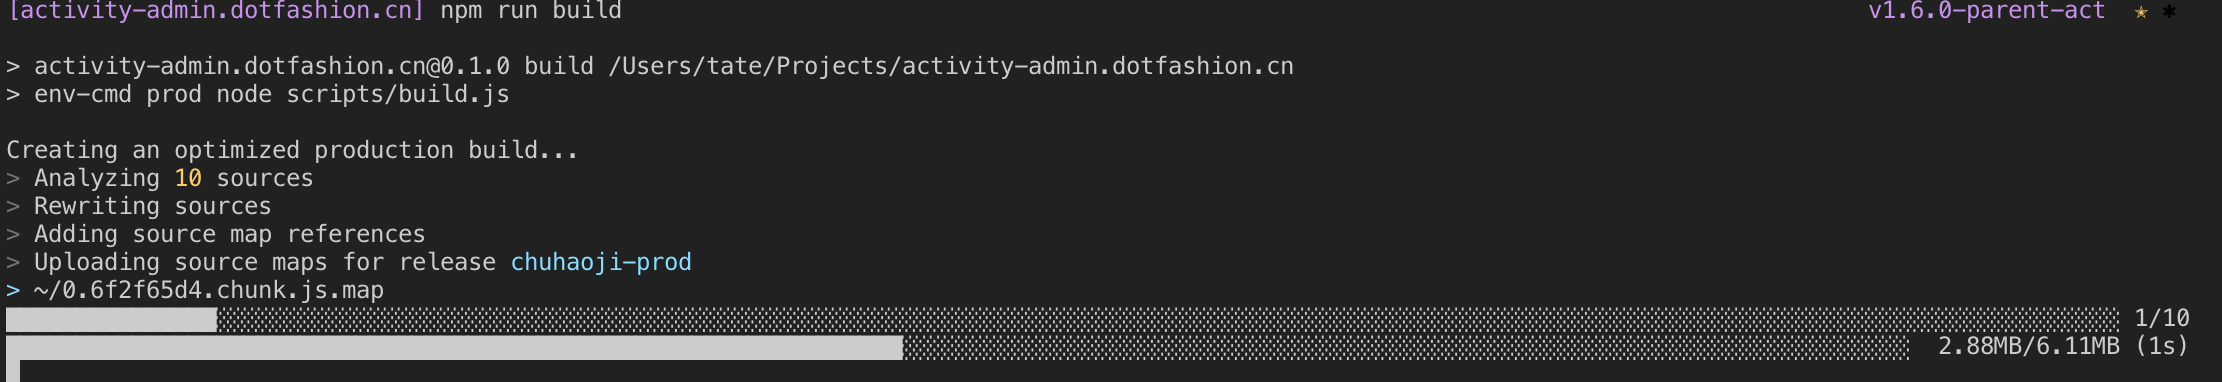 [activity-admin.dotfashion.cn] npm run build v1.6.0-parent-act ★ ✱
> activity-admin.dotfashion.cn@0.1.0 build /Users/tate/Projects/activity-admin.dotfashion.cn
> env-cmd prod node scripts/build.js
Creating an optimized production build...
> Analyzing 10 sources
> Rewriting sources
> Adding source map references
> Uploading source maps for release chuhaoji-prod
> ~/0.6f2f65d4.chunk.js.map
1/10
2.88MB/6.11MB (1s)